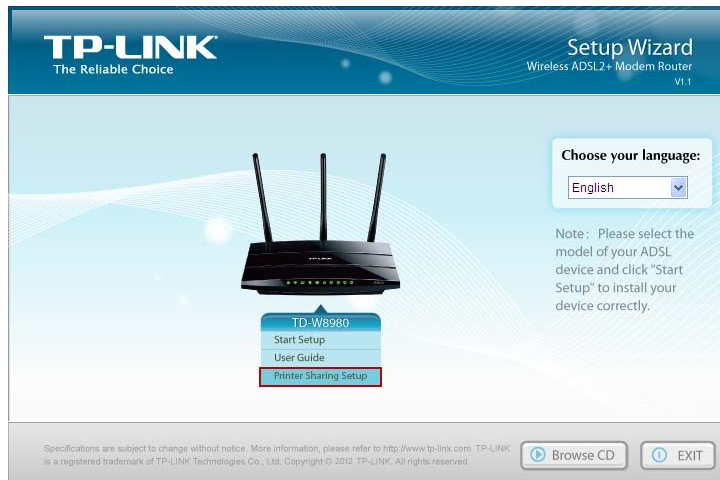 TP-LINK
The Reliable Choice
Setup Wizard
Wireless ADSL2+ Modem Router
V1.1
Choose your language:
English
Note: Please select the
model of your ADSL
device and click "Start
Setup" to install your
device correctly.
TP-LINK
TD-W8980
Start Setup
User Guide
Printer Sharing Setup
Specifications are subject to change without notice. More information, please refer to http://www.tp-link.com. TP-LINK
is a registered trademark of TP-LINK Technologies Co., Ltd. Copyright © 2012 TP-LINK. All rights reserved.
Browse CD
EXIT